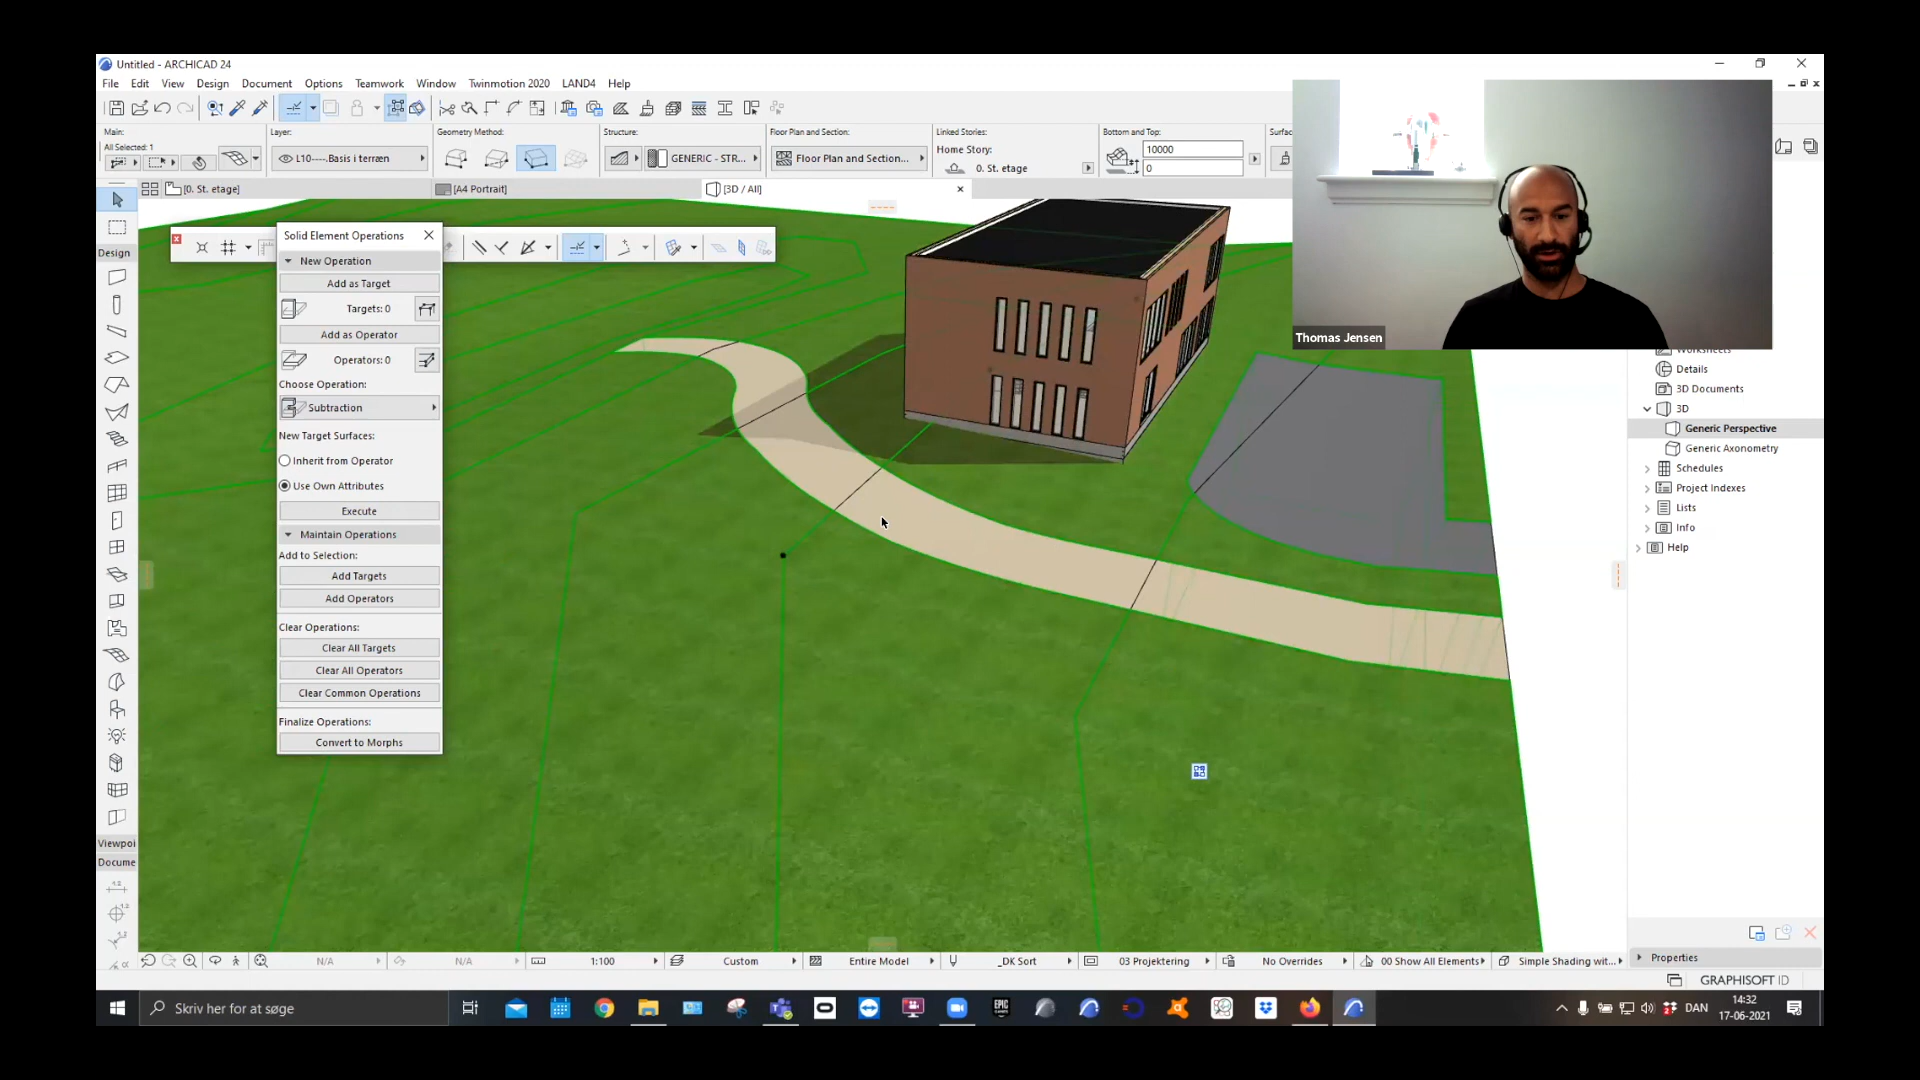 Untitled - ARCHICAD 24
File Edit View Design Document Options Teamwork Window Twinmotion 2020 LAND4 Help
Main:
All Selected: 1
Layer:
L10----.Basis i terræn
Geometry Method:
Structure:
GENERIC - STR...
Floor Plan and Section:
Floor Plan and Section...
Linked Stories:
Home Story:
0. St. etage
Bottom and Top:
10000
0
Surfac
[0. St. etage]
[A4 Portrait]
[3D / All]
Design
Viewpoi
Docume
Solid Element Operations
New Operation
Add as Target
Targets: 0
Add as Operator
Operators: 0
Choose Operation:
Subtraction
New Target Surfaces:
Inherit from Operator
Use Own Attributes
Execute
Maintain Operations
Add to Selection:
Add Targets
Add Operators
Clear Operations:
Clear All Targets
Clear All Operators
Clear Common Operations
Finalize Operations:
Convert to Morphs
Thomas Jensen
Worksheets
Details
3D Documents
3D
Generic Perspective
Generic Axonometry
Schedules
Project Indexes
Lists
Info
Help
Properties
N/A
N/A
1:100
Custom
Entire Model
_DK Sort
03 Projektering
No Overrides
00 Show All Elements
Simple Shading wit...
GRAPHISOFT ID
Skriv her for at søge
EPIC
DAN
14:32
17-06-2021